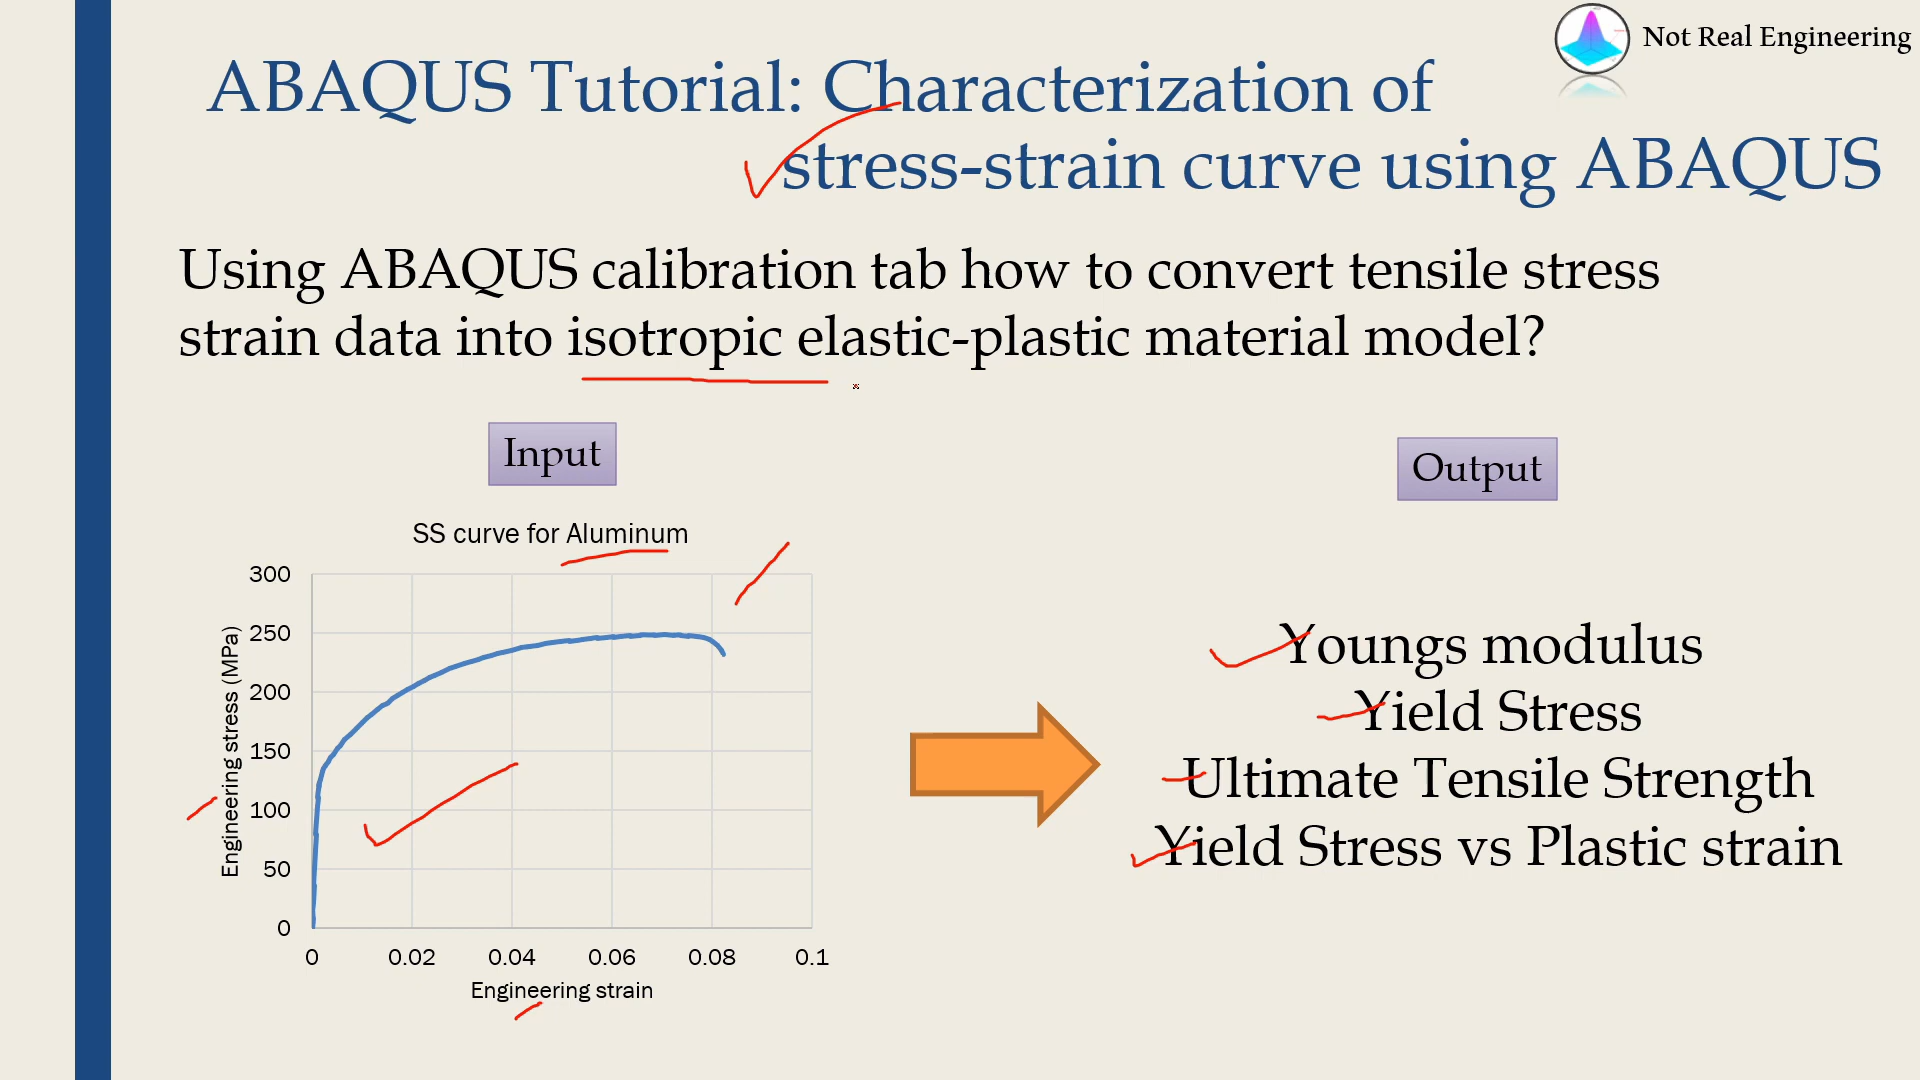 Not Real Engineering
ABAQUS Tutorial: Characterization of
stress-strain curve using ABAQUS
Using ABAQUS calibration tab how to convert tensile stress
strain data into isotropic elastic-plastic material model?
Input
Output
SS curve for Aluminum
Engineering stress (MPa)
300
250
200
150
100
50
0
0 0.02 0.04 0.06 0.08 0.1
Engineering strain
Youngs modulus
Yield Stress
Ultimate Tensile Strength
Yield Stress vs Plastic strain